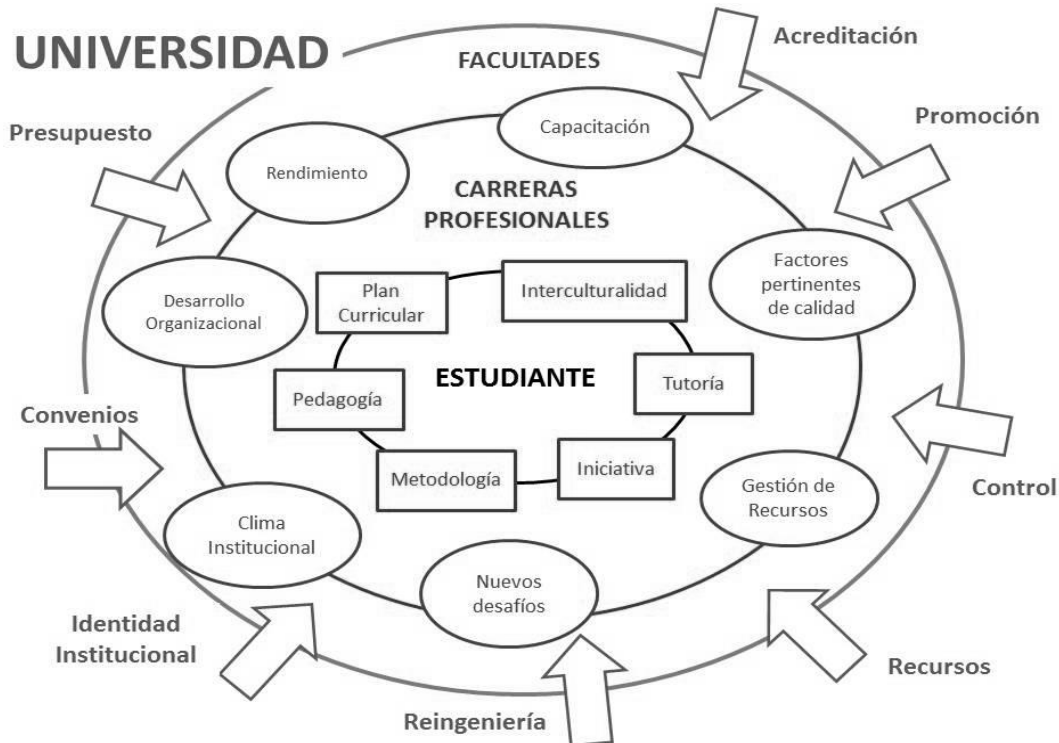 UNIVERSIDAD
FACULTADES
Acreditación
Presupuesto
Promoción
Capacitación
Rendimiento
CARRERAS
PROFESIONALES
Factores
pertinentes
de calidad
Desarrollo
Organizacional
Plan
Curricular
Interculturalidad
ESTUDIANTE
Pedagogía
Tutoría
Convenios
Metodología
Iniciativa
Gestión de
Recursos
Control
Clima
Institucional
Nuevos
desafíos
Identidad
Institucional
Recursos
Reingeniería